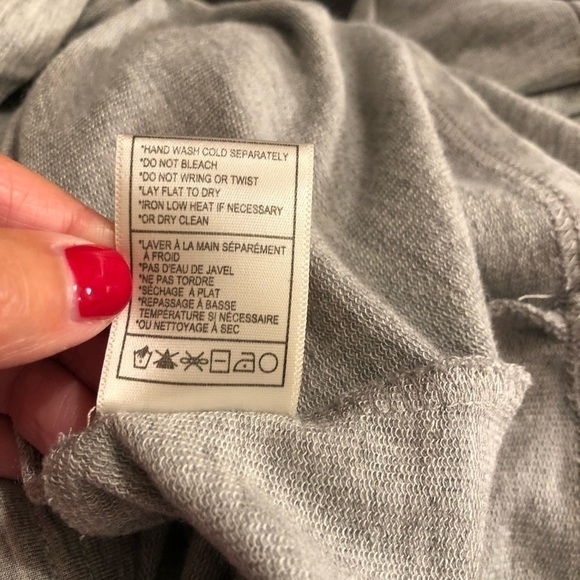 *HAND WASH COLD SEPARATELY
*DO NOT BLEACH
*DO NOT WRING OR TWIST
*LAY FLAT TO DRY
*IRON LOW HEAT IF NECESSARY
*OR DRY CLEAN
*LAVER À LA MAIN SÉPARÉMENT
À FROID
*PAS D'EAU DE JAVEL
*NE PAS TORDRE
*SÉCHAGE À PLAT
*REPASSAGE À BASSE
TEMPÉRATURE SI NÉCESSAIRE
*OU NETTOYAGE À SEC